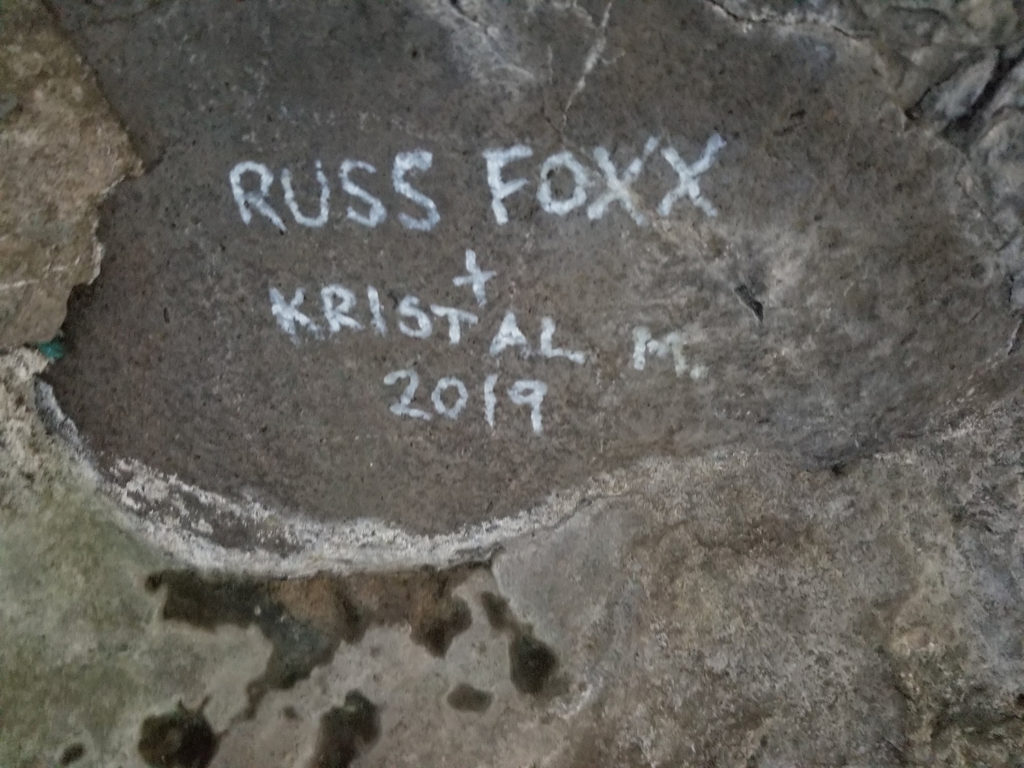 RUSS FOXX
+
KRISTAL M.
2019